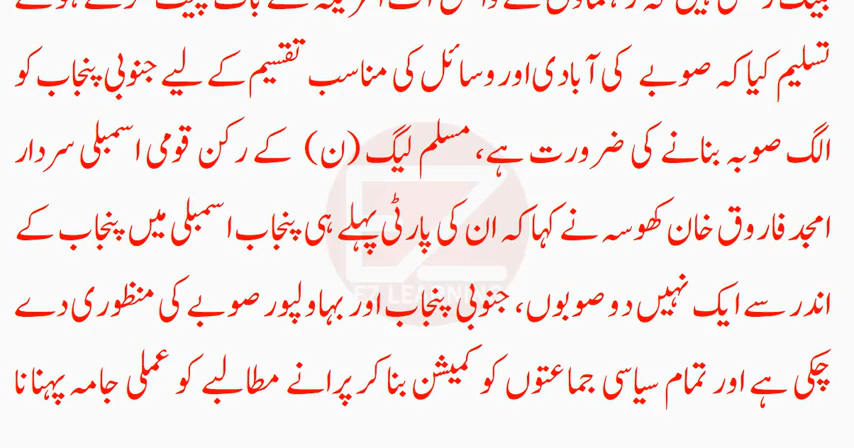 تسلیم کیا کہ صوبے کی آبادی اور وسائل کی مناسب تقسیم کے لیے جنوبی پنجاب کو
الگ صوبہ بنانے کی ضرورت ہے، مسلم لیگ (ن) کے رکن قومی اسمبلی سردار
امجد فاروق خان کھوسہ نے کہا کہ ان کی پارٹی پہلے ہی پنجاب اسمبلی میں پنجاب کے
اندر سے ایک نہیں دو صوبوں، جنوبی پنجاب اور بہاولپور صوبے کی منظوری دے
چکی ہے اور تمام سیاسی جماعتوں کو کمیشن بنا کر پرانے مطالبے کو عملی جامہ پہنانا
EZ
EZ LEARNING